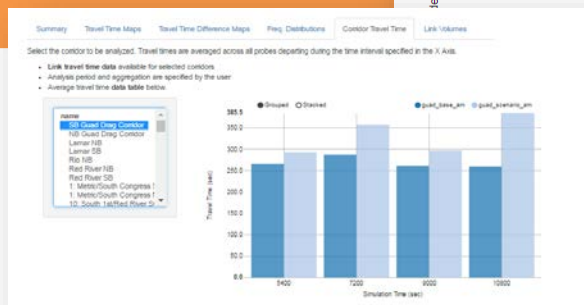 de
Summary Travel Time Maps Travel Time Difference Maps Freq. Distributions Corridor Travel Time Link Volumes
Select the corridor to be analyzed. Travel times are averaged across all probes departing during the time interval specified in the X Axis.
• Link travel time data available for selected corridors
• Analysis period and aggregation are specified by the user
• Average travel time data table below.
name
SB Guad Drag Corridor
NB Guad Drag Corridor
Lamar NB
Lamar SB
Rio NB
Red River NB
Red River SB
1: Metric/South Congress
1: Metric/South Congress
10: South 1st/Red River S
Grouped Stacked guad_base_am guad_scenario_am
385.5
350.0
300.0
250.0
200.0
150.0
100.0
50.0
0.0
Travel Time (sec)
5400 7200 9000 10800
Simulation Time (sec)